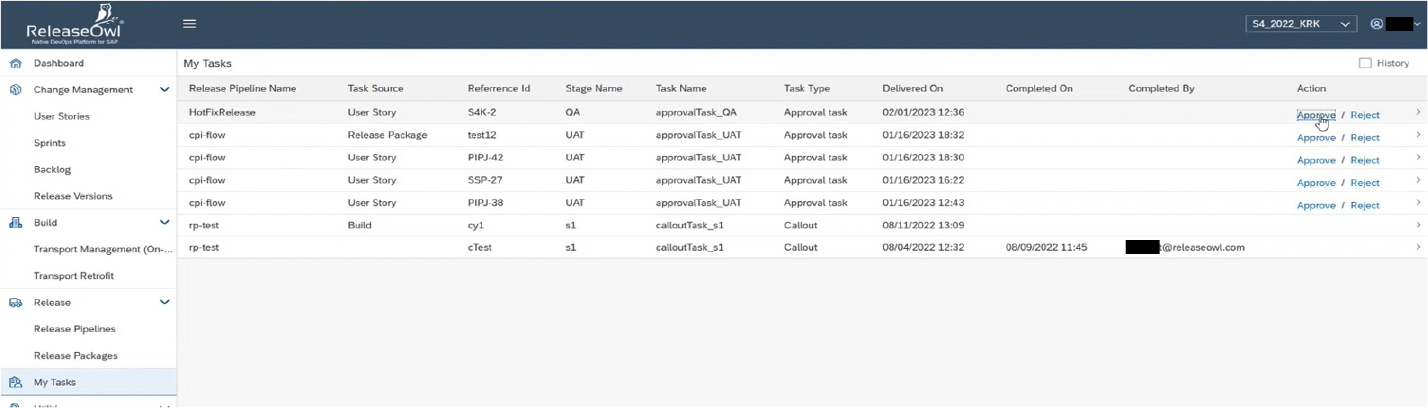 ReleaseOwl
Native DevOps Platform for SAP
S4_2022_KRK
Dashboard
Change Management
User Stories
Sprints
Backlog
Release Versions
Build
Transport Management (On-...
Transport Retrofit
Release
Release Pipelines
Release Packages
My Tasks
My Tasks
History
Release Pipeline Name Task Source Referrence Id Stage Name Task Name Task Type Delivered On Completed On Completed By Action
HotFixRelease User Story S4K-2 QA approvalTask_QA Approval task 02/01/2023 12:36 Approve / Reject
cpi-flow Release Package test12 UAT approvalTask_UAT Approval task 01/16/2023 18:32 Approve / Reject
cpi-flow User Story PIPJ-42 UAT approvalTask_UAT Approval task 01/16/2023 18:30 Approve / Reject
cpi-flow User Story SSP-27 UAT approvalTask_UAT Approval task 01/16/2023 16:22 Approve / Reject
cpi-flow User Story PIPJ-38 UAT approvalTask_UAT Approval task 01/16/2023 12:43 Approve / Reject
rp-test Build cy1 s1 calloutTask_s1 Callout 08/11/2022 13:09
rp-test cTest s1 calloutTask_s1 Callout 08/04/2022 12:32 08/09/2022 11:45 t@releaseowl.com